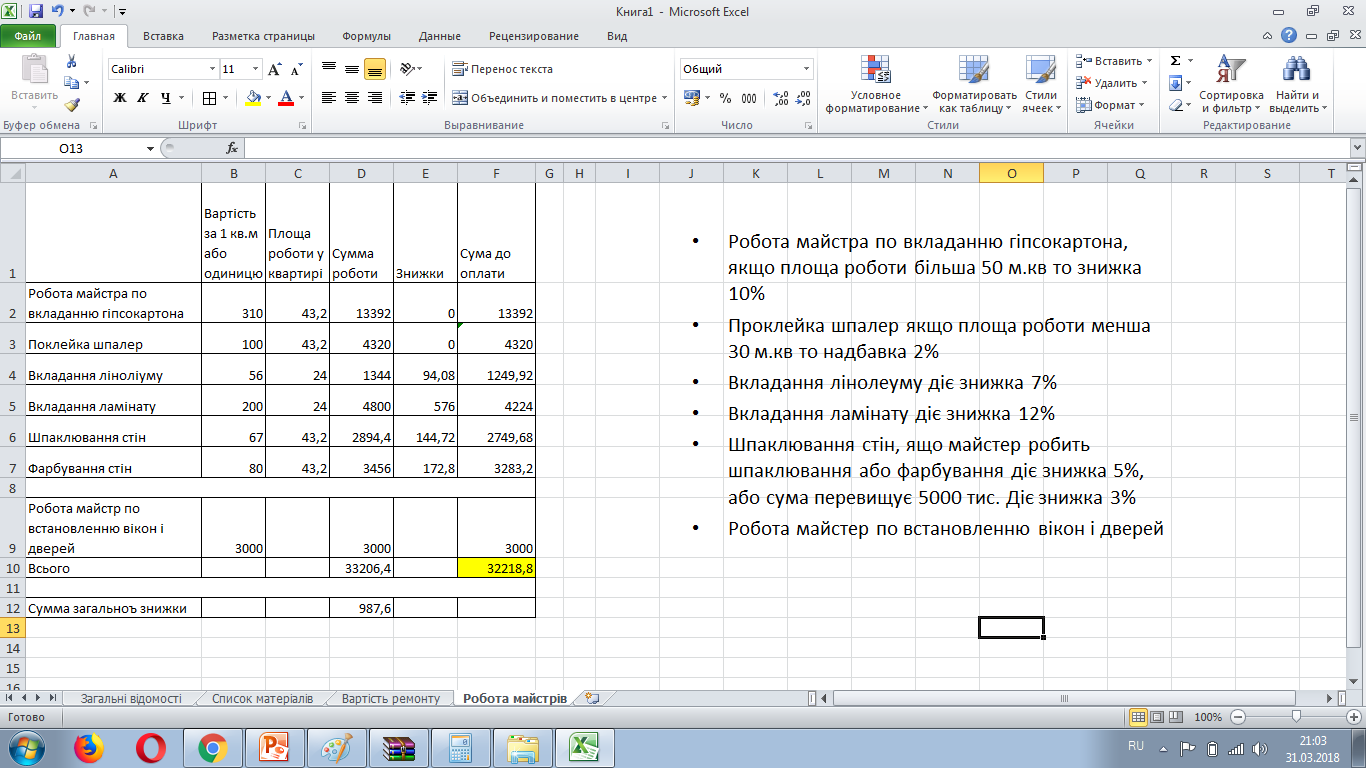 Книга1 - Microsoft Excel
Файл Главная Вставка Разметка страницы Формулы Данные Рецензирование Вид
Вставить
Calibri 11
Ж К Ч
Перенос текста
Объединить и поместить в центре
Общий
% 000
Условное форматирование
Форматировать как таблицу
Стили ячеек
Вставить
Удалить
Формат
Σ
Сортировка и фильтр
Найти и выделить
Буфер обмена Шрифт Выравнивание Число Стили Ячейки Редактирование
O13 fx
A B C D E F G H I J K L M N O P Q R S T
1 Вартість за 1 кв.м або одиницю Площа роботи у квартирі Сумма роботи Знижки Сума до оплати
2 Робота майстра по вкладанню гіпсокартона 310 43,2 13392 0 13392
3 Поклейка шпалер 100 43,2 4320 0 4320
4 Вкладання ліноліуму 56 24 1344 94,08 1249,92
5 Вкладання ламінату 200 24 4800 576 4224
6 Шпаклювання стін 67 43,2 2894,4 144,72 2749,68
7 Фарбування стін 80 43,2 3456 172,8 3283,2
8
9 Робота майстр по встановленню вікон і дверей 3000 3000 3000
10 Всього 33206,4 32218,8
11
12 Сумма загальноъ знижки 987,6
13
14
15
16
• Робота майстра по вкладанню гіпсокартона,
якщо площа роботи більша 50 м.кв то знижка
10%
• Проклейка шпалер якщо площа роботи менша
30 м.кв то надбавка 2%
• Вкладання лінолеуму діє знижка 7%
• Вкладання ламінату діє знижка 12%
• Шпаклювання стін, ящо майстер робить
шпаклювання або фарбування діє знижка 5%,
або сума перевищує 5000 тис. Діє знижка 3%
• Робота майстер по встановленню вікон і дверей
Загальні відомості Список матеріалів Вартість ремонту Робота майстрів
Готово 100%
RU 21:03
31.03.2018